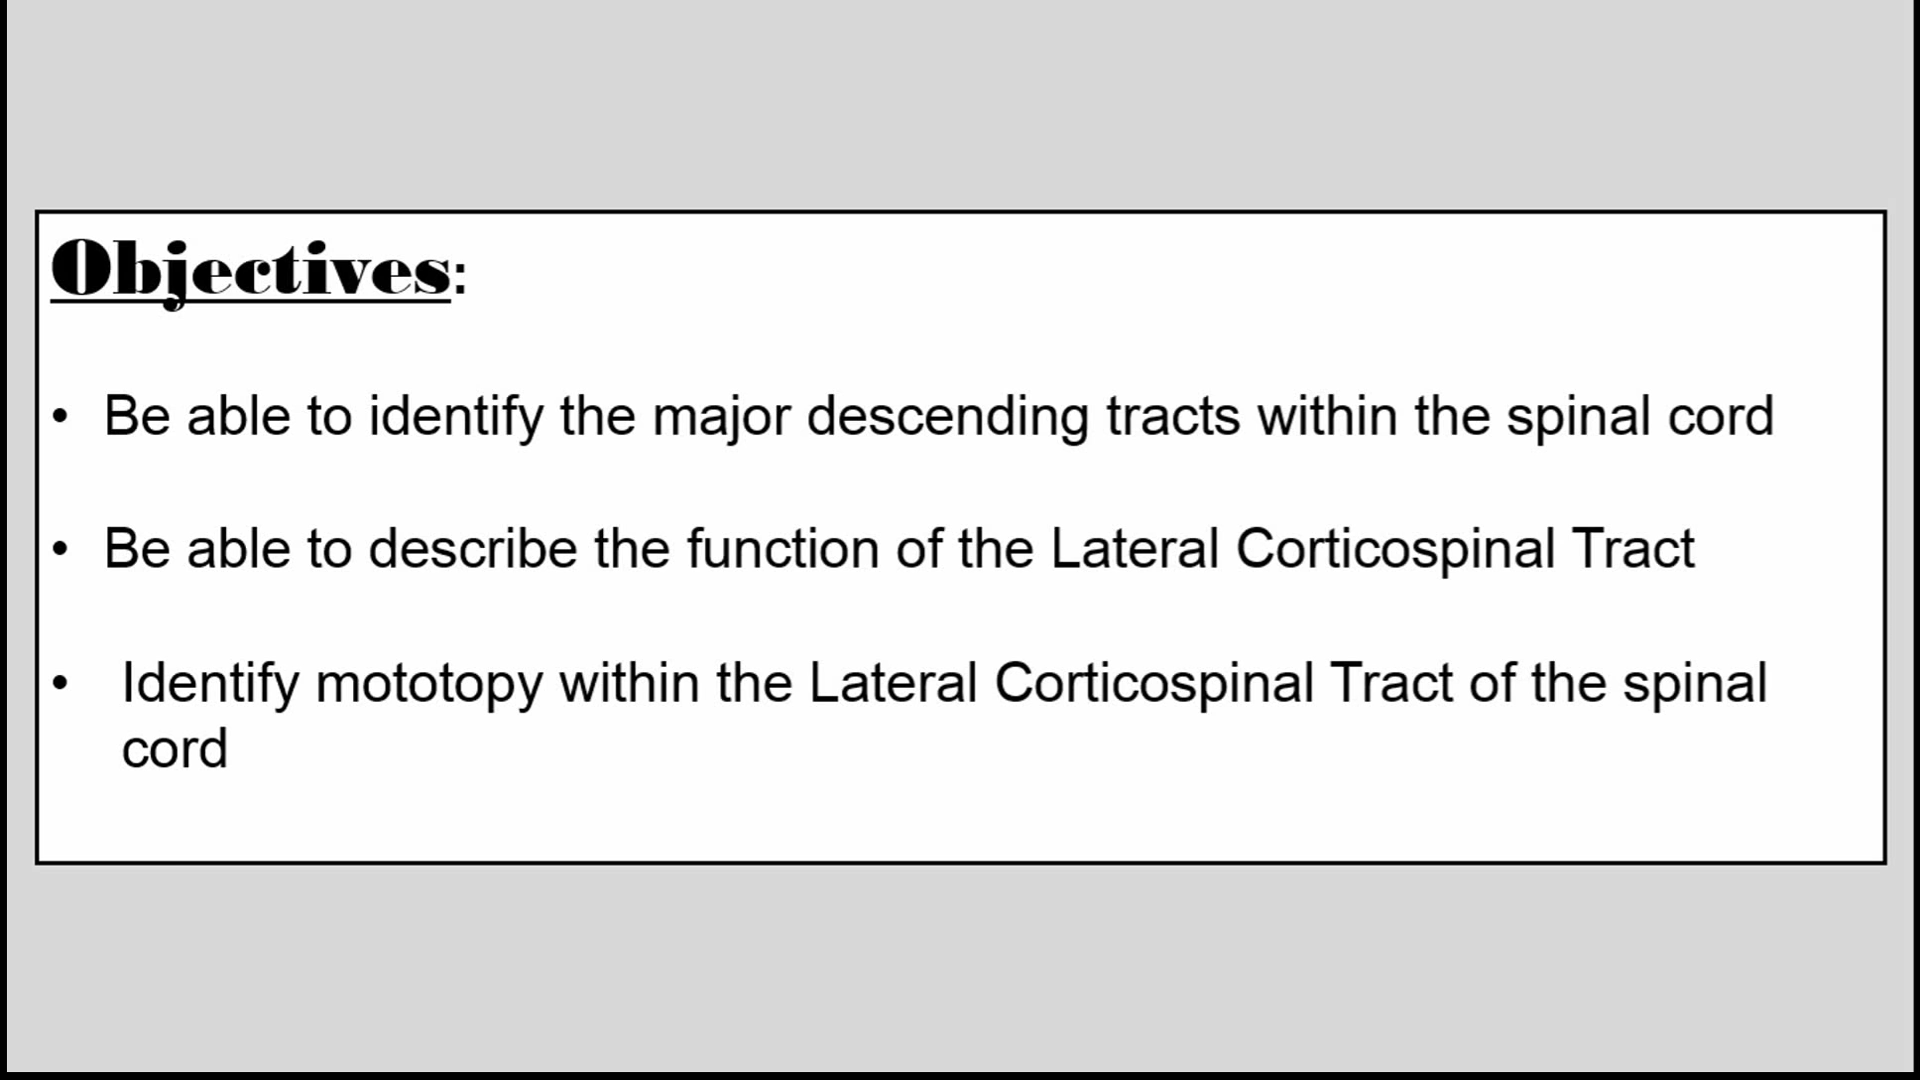 Objectives:
• Be able to identify the major descending tracts within the spinal cord
• Be able to describe the function of the Lateral Corticospinal Tract
• Identify mototopy within the Lateral Corticospinal Tract of the spinal
cord